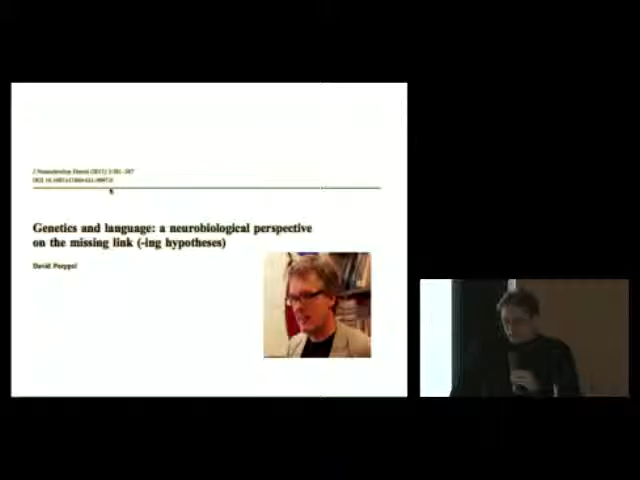 Genetics and language: a neurobiological perspective
on the missing link (-ing hypotheses)
David Poeppel